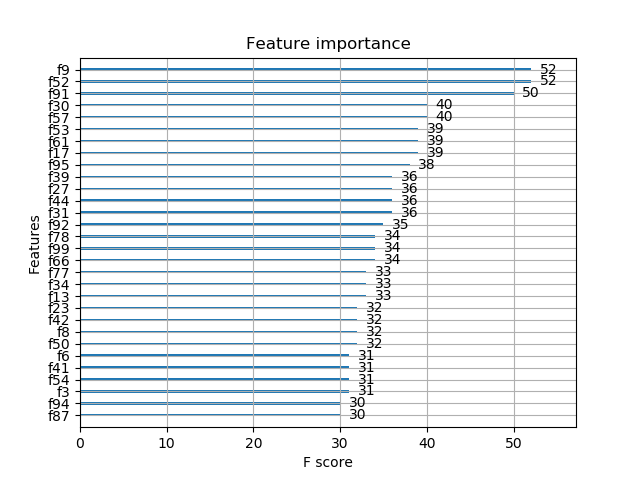 Feature importance
f9 52
f52 52
f91 50
f30 40
f57 40
f53 39
f61 39
f17 39
f95 38
f39 36
f27 36
f44 36
f31 36
f92 35
f78 34
f99 34
f66 34
f77 33
f34 33
f13 33
f23 32
f42 32
f8 32
f50 32
f6 31
f41 31
f54 31
f3 31
f94 30
f87 30
Features
0 10 20 30 40 50
F score